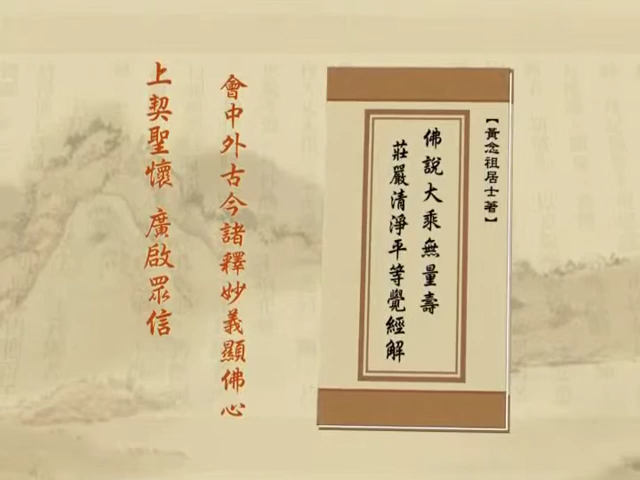 【黃念祖居士著】
佛說大乘無量壽
莊嚴清淨平等覺經解
會中外古今諸釋妙義顯佛心
上契聖懷 廣啟眾信